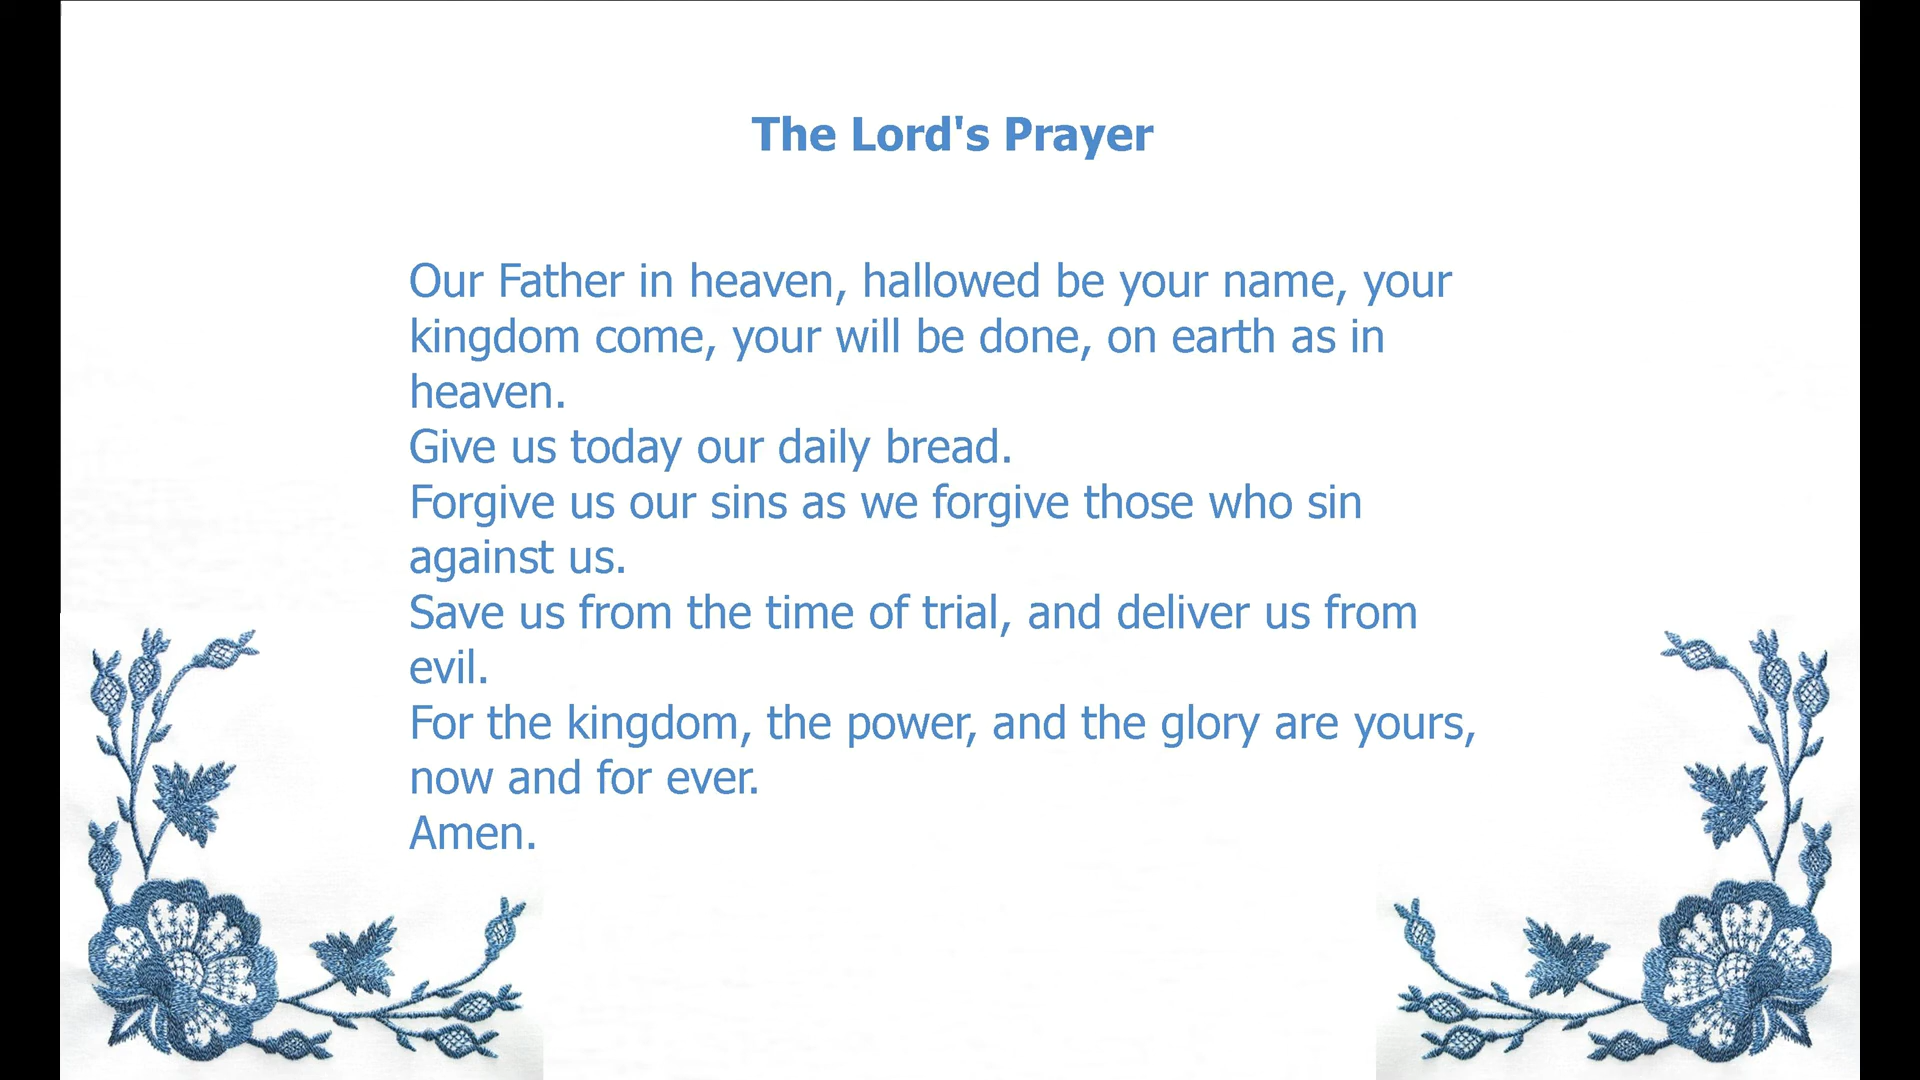 The Lord's Prayer
Our Father in heaven, hallowed be your name, your
kingdom come, your will be done, on earth as in
heaven.
Give us today our daily bread.
Forgive us our sins as we forgive those who sin
against us.
Save us from the time of trial, and deliver us from
evil.
For the kingdom, the power, and the glory are yours,
now and for ever.
Amen.